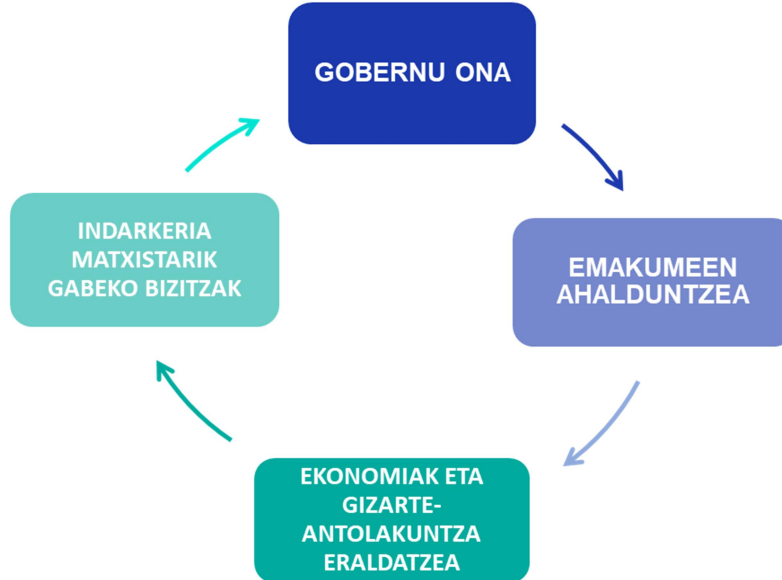 GOBERNU ONA
EMAKUMEEN
AHALDUNTZEA
EKONOMIAK ETA
GIZARTE-
ANTOLAKUNTZA
ERALDATZEA
INDARKERIA
MATXISTARIK
GABEKO BIZITZAK